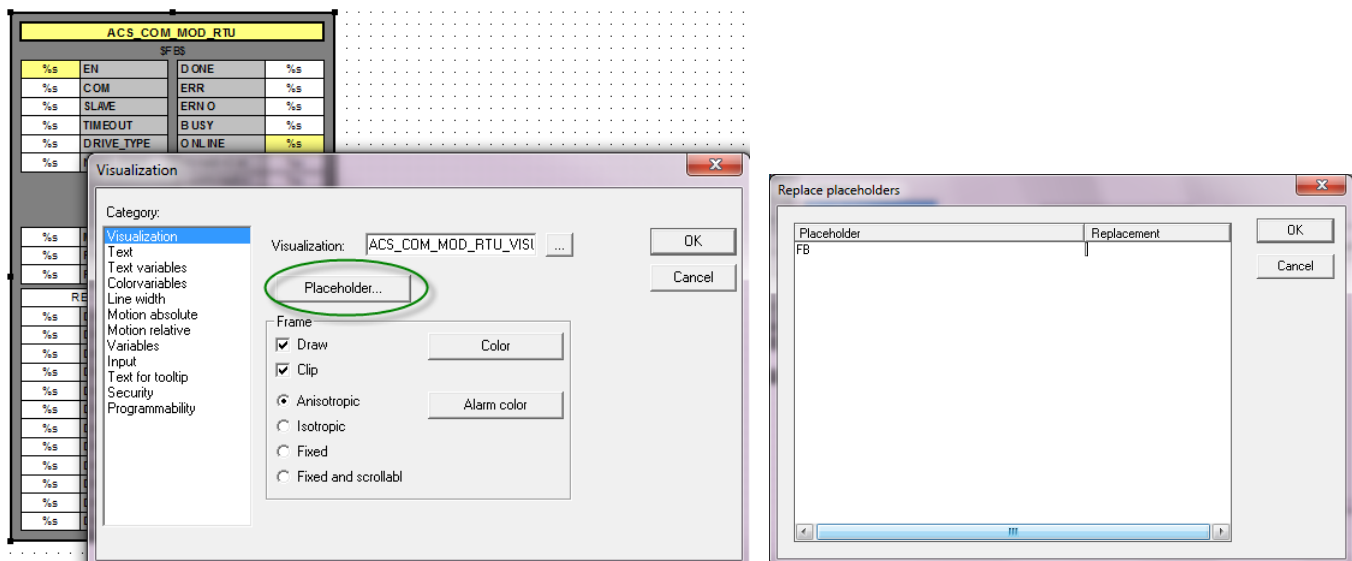 ACS_COM_MOD_RTU
$FB$
%s EN DONE %s
%s COM ERR %s
%s SLAVE ERNO %s
%s TIMEOUT BUSY %s
%s DRIVE_TYPE ONLINE %s
%s
%s
%s
%s
RE
%s
%s
%s
%s
%s
%s
%s
%s
%s
%s
%s
%s
Visualization
Category:
Visualization
Text
Text variables
Colorvariables
Line width
Motion absolute
Motion relative
Variables
Input
Text for tooltip
Security
Programmability
Visualization: ACS_COM_MOD_RTU_VISU ...
Placeholder...
Frame
Draw
Clip
Anisotropic
Isotropic
Fixed
Fixed and scrollabl
Color
Alarm color
OK
Cancel
Replace placeholders
Placeholder Replacement
FB
OK
Cancel